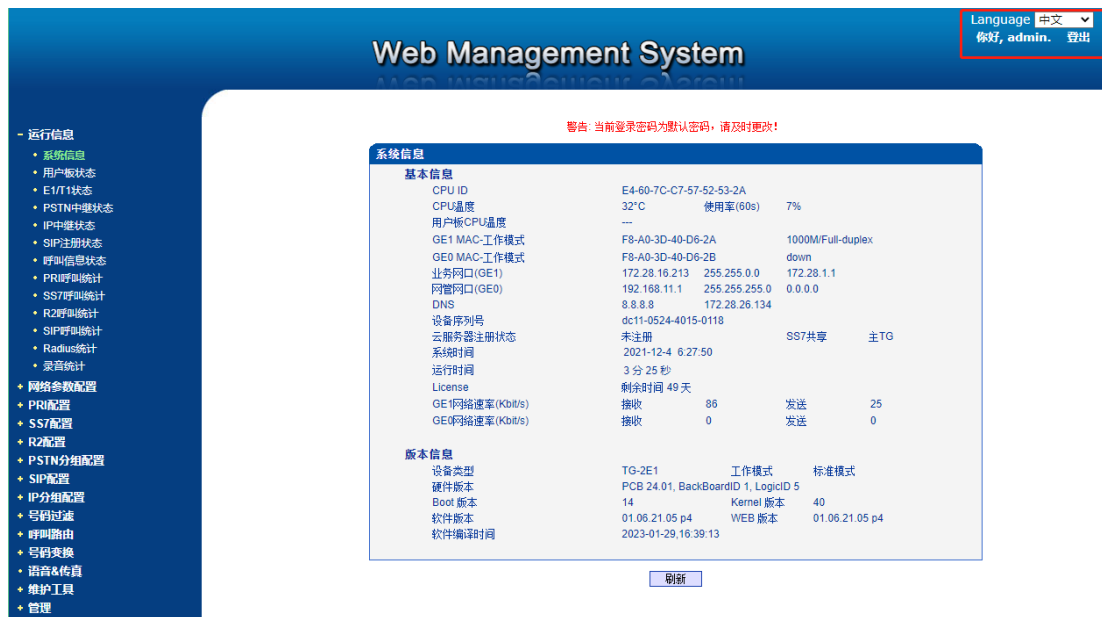 Language 中文
你好, admin. 登出
Web Management System
警告: 当前登录密码为默认密码，请及时更改!
- 运行信息
系统信息
用户板状态
E1/T1状态
PSTN中继状态
IP中继状态
SIP注册状态
呼叫信息状态
PRI呼叫统计
SS7呼叫统计
R2呼叫统计
SIP呼叫统计
Radius统计
录音统计
+ 网络参数配置
+ PRI配置
+ SS7配置
+ R2配置
+ PSTN分组配置
+ SIP配置
+ IP分组配置
+ 号码过滤
+ 呼叫路由
+ 号码变换
语音&传真
+ 维护工具
+ 管理
系统信息
基本信息
CPU ID E4-60-7C-C7-57-52-53-2A
CPU温度 32°C 使用率(60s) 7%
用户板CPU温度 ---
GE1 MAC-工作模式 F8-A0-3D-40-D6-2A 1000M/Full-duplex
GE0 MAC-工作模式 F8-A0-3D-40-D6-2B down
业务网口(GE1) 172.28.16.213 255.255.0.0 172.28.1.1
网管网口(GE0) 192.168.11.1 255.255.255.0 0.0.0.0
DNS 8.8.8.8 172.28.26.134
设备序列号 dc11-0524-4015-0118
云服务器注册状态 未注册 SS7共享 主TG
系统时间 2021-12-4 6:27:50
运行时间 3 分 25 秒
License 剩余时间 49 天
GE1网络速率(Kbit/s) 接收 86 发送 25
GE0网络速率(Kbit/s) 接收 0 发送 0
版本信息
设备类型 TG-2E1 工作模式 标准模式
硬件版本 PCB 24.01, BackBoardID 1, LogicID 5
Boot 版本 14 Kernel 版本 40
软件版本 01.06.21.05 p4 WEB 版本 01.06.21.05 p4
软件编译时间 2023-01-29,16:39:13
刷新